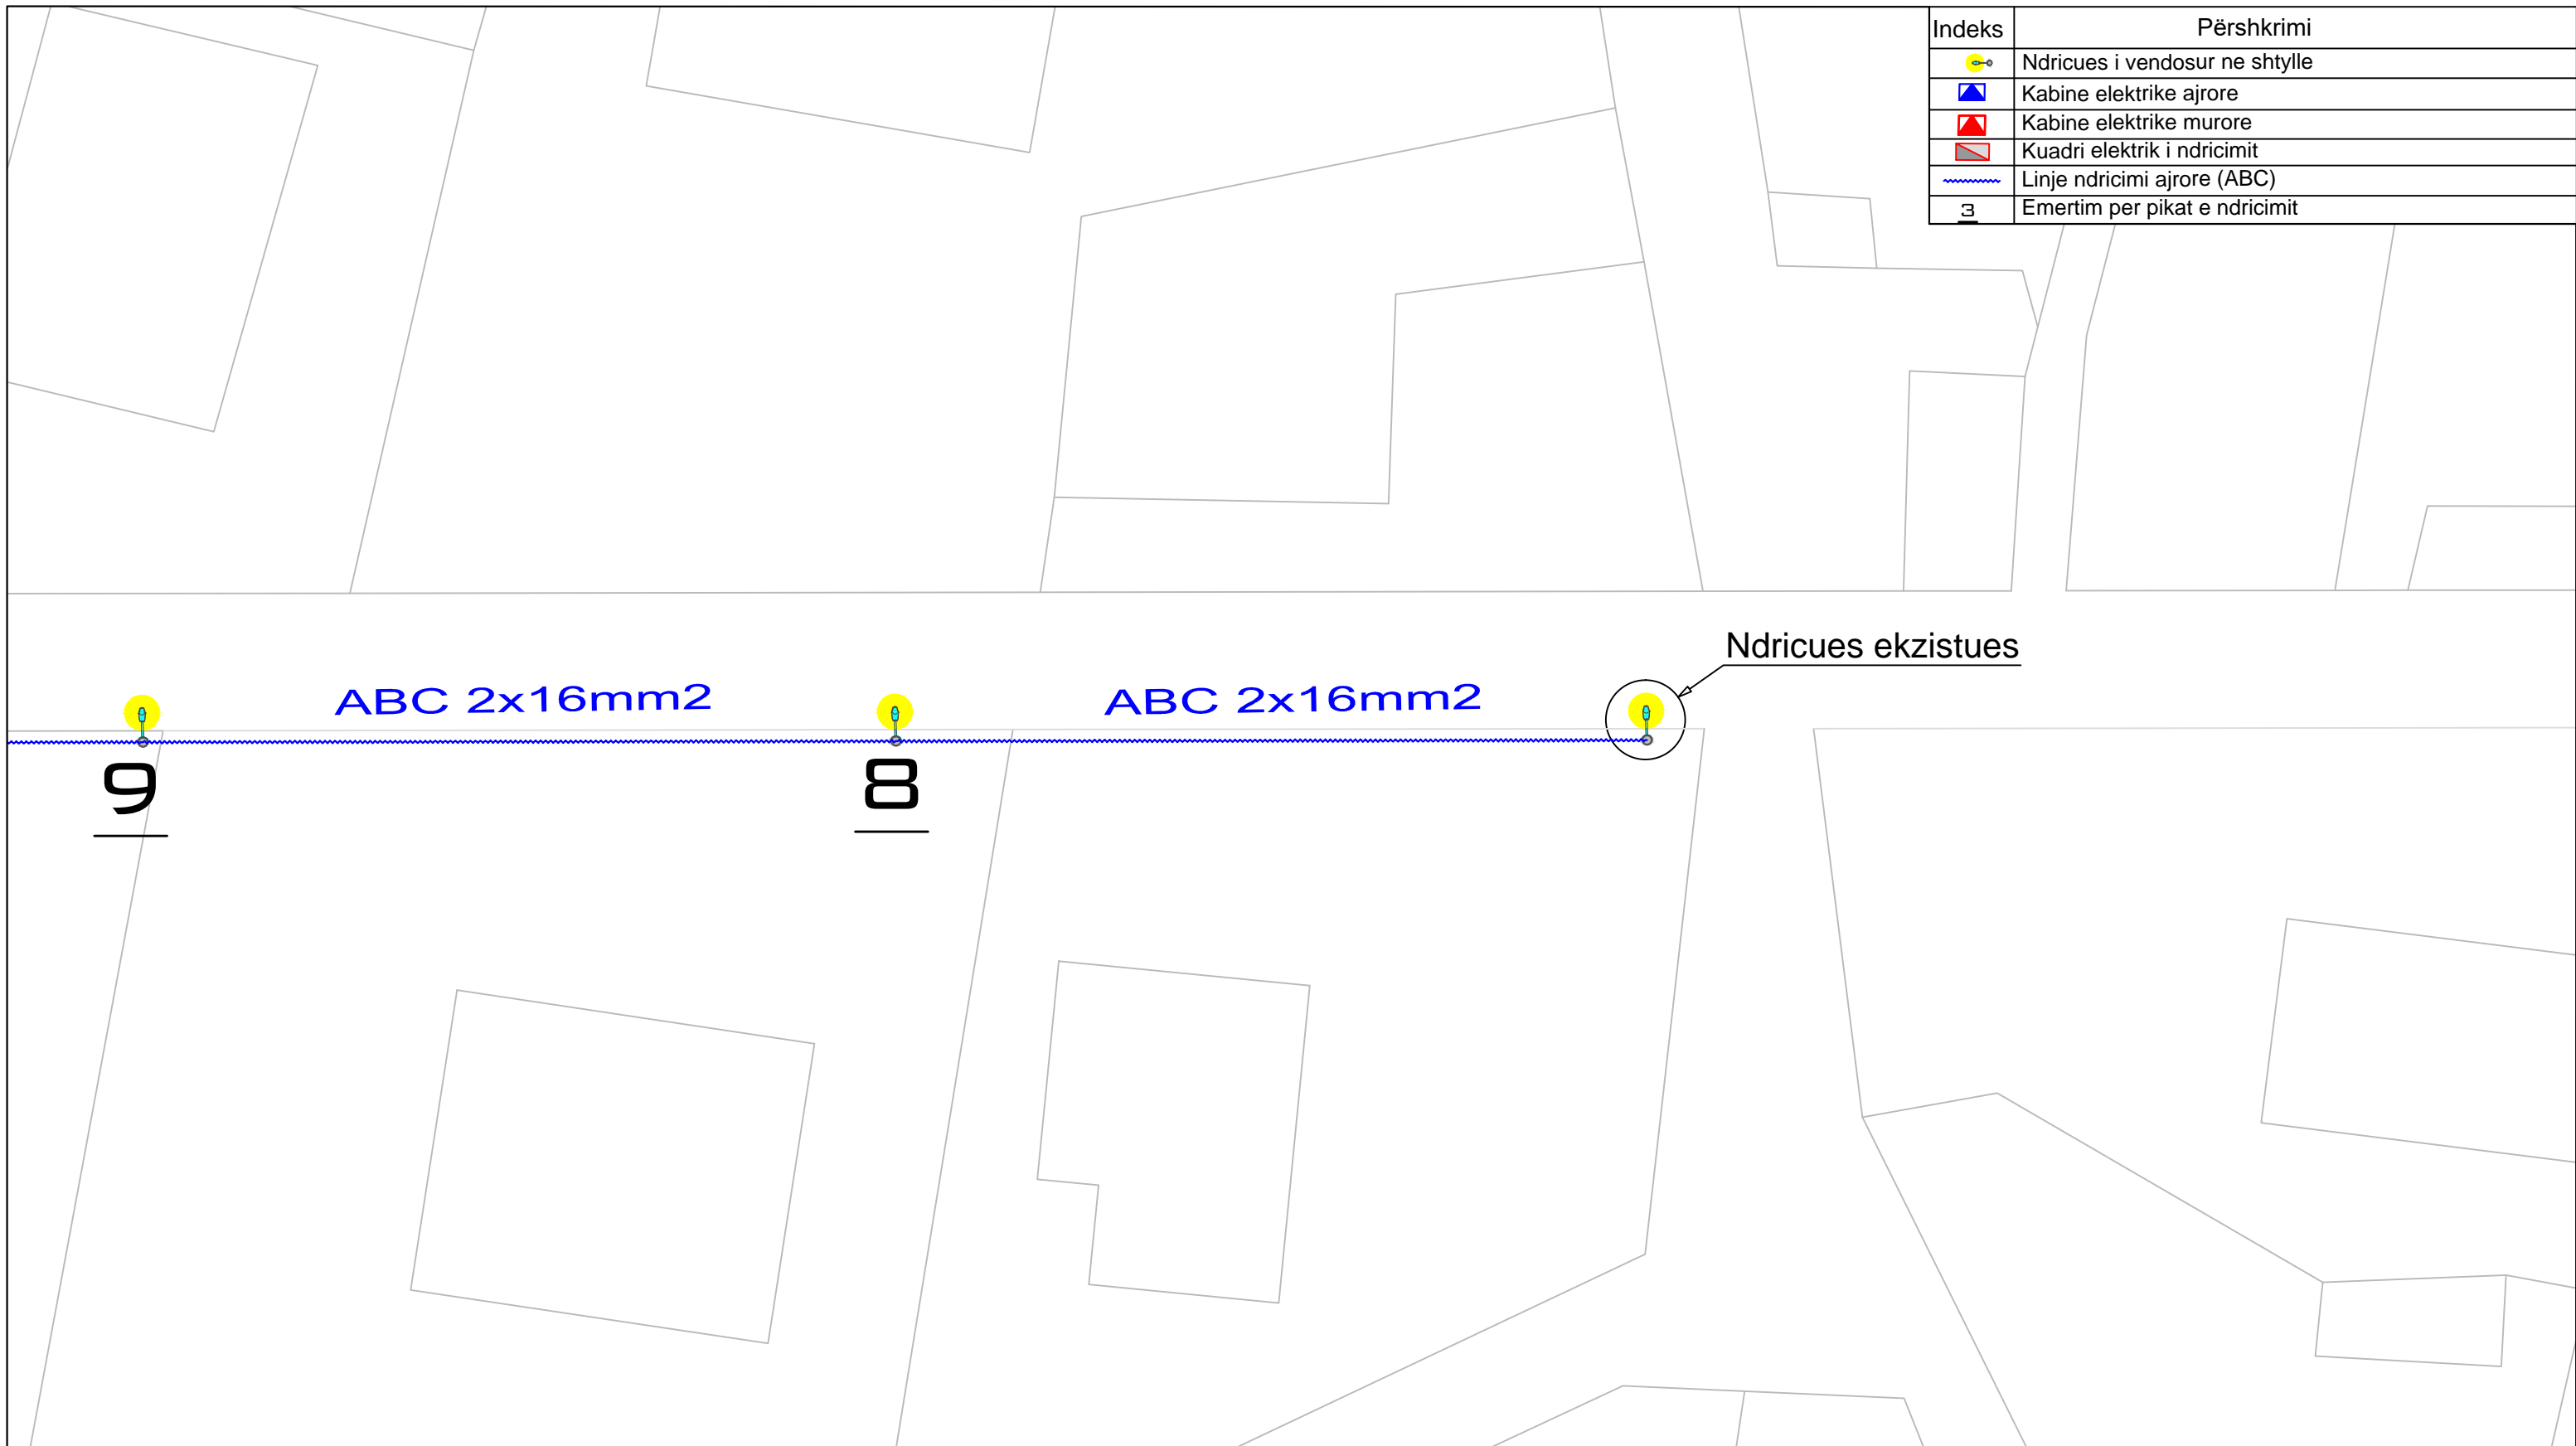 Indeks Përshkrimi
Ndricues i vendosur ne shtylle
Kabine elektrike ajrore
Kabine elektrike murore
Kuadri elektrik i ndricimit
Linje ndricimi ajrore (ABC)
3 Emertim per pikat e ndricimit
Ndricues ekzistues
ABC 2x16mm2 ABC 2x16mm2
9 8